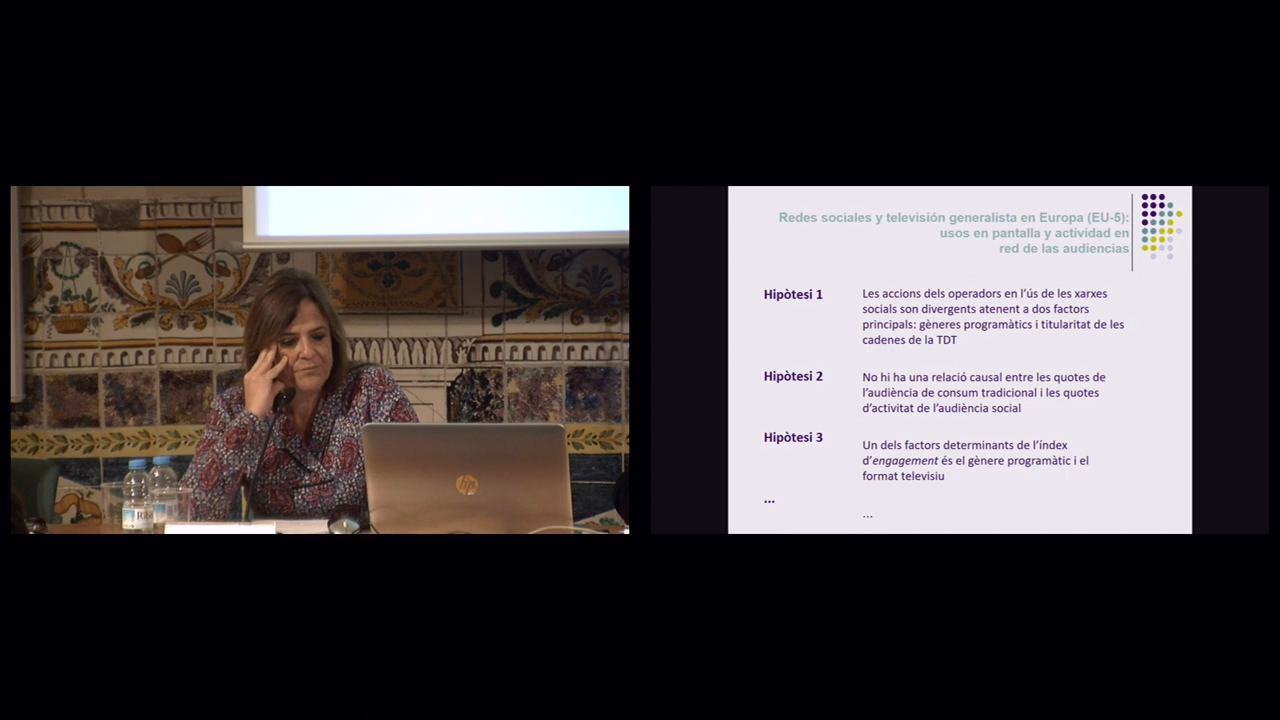 hp
Redes sociales y televisión generalista en Europa (EU-5):
usos en pantalla y actividad en
red de las audiencias
Hipòtesi 1
Les accions dels operadors en l'ús de les xarxes
socials son divergents atenent a dos factors
principals: gèneres programàtics i titularitat de les
cadenes de la TDT
Hipòtesi 2
No hi ha una relació causal entre les quotes de
l'audiència de consum tradicional i les quotes
d'activitat de l'audiència social
Hipòtesi 3
Un dels factors determinants de l'índex
d'engagement és el gènere programàtic i el
format televisiu
...
...